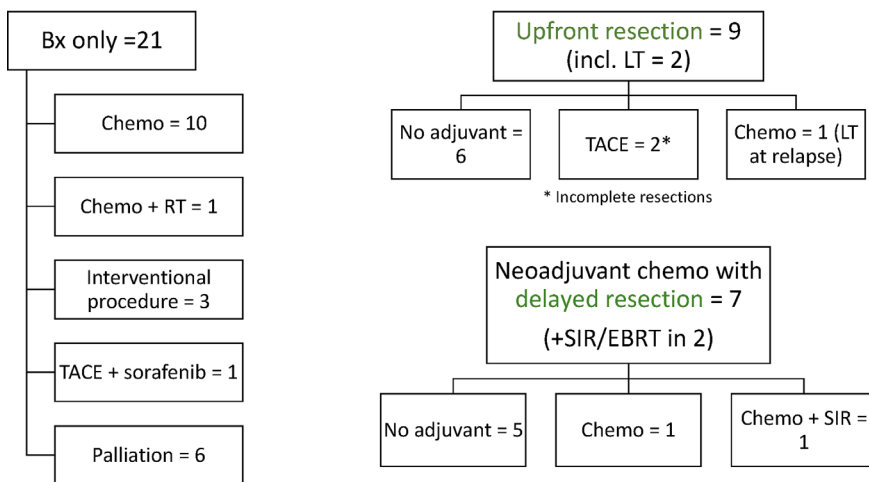 Bx only =21
Chemo = 10
Chemo + RT = 1
Interventional
procedure = 3
TACE + sorafenib = 1
Palliation = 6
Upfront resection = 9
(incl. LT = 2)
No adjuvant =
6
TACE = 2*
Chemo = 1 (LT
at relapse)
* Incomplete resections
Neoadjuvant chemo with
delayed resection = 7
(+SIR/EBRT in 2)
No adjuvant = 5
Chemo = 1
Chemo + SIR =
1